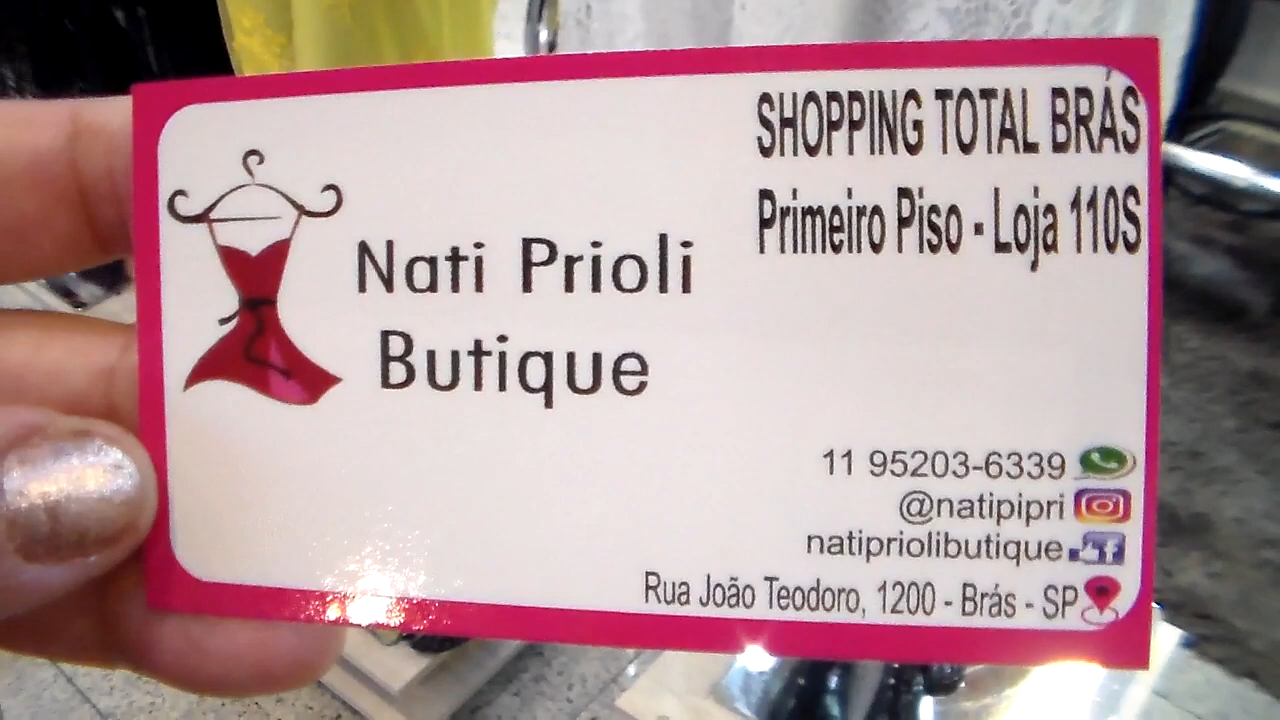 SHOPPING TOTAL BRÁS
Primeiro Piso - Loja 110S
Nati Prioli
Butique
11 95203-6339
@natipipri
natipriolibutique
Rua João Teodoro, 1200 - Brás - SP